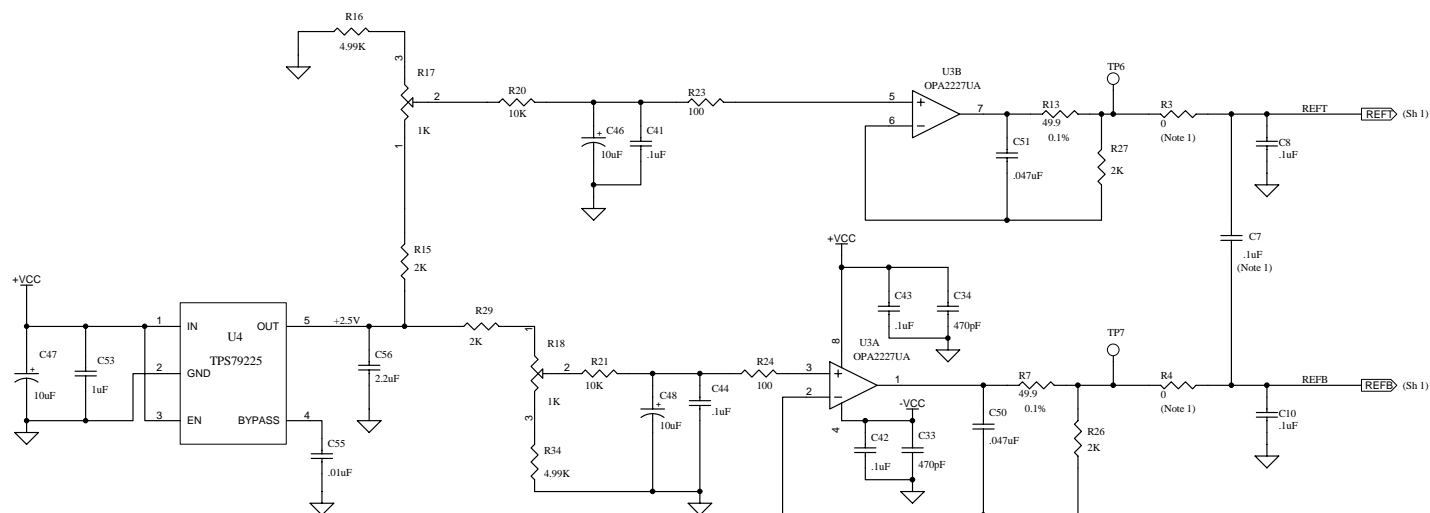 R16
4.99K
3
R17
2
1K
1
R20
10K
C46
+
10uF
C41
.1uF
R23
100
U3B
OPA2227UA
5
+
6
-
7
C51
.047uF
R13
49.9
0.1%
TP6
R27
2K
R3
0
(Note 1)
REFT
REFT (Sh 1)
C8
.1uF
C7
.1uF
(Note 1)
R15
2K
+VCC
C47
+
10uF
C53
1uF
1
IN
OUT
5
U4
TPS79225
2
GND
3
EN
BYPASS
4
+2.5V
C56
2.2uF
C55
.01uF
R29
2K
1
R18
2
1K
3
R34
4.99K
R21
10K
C48
+
10uF
C44
.1uF
R24
100
+VCC
C43
.1uF
C34
470pF
8
U3A
OPA2227UA
3
+
2
-
1
4
-VCC
C42
.1uF
C33
470pF
C50
.047uF
R7
49.9
0.1%
TP7
R26
2K
R4
0
(Note 1)
REFB
REFB (Sh 1)
C10
.1uF